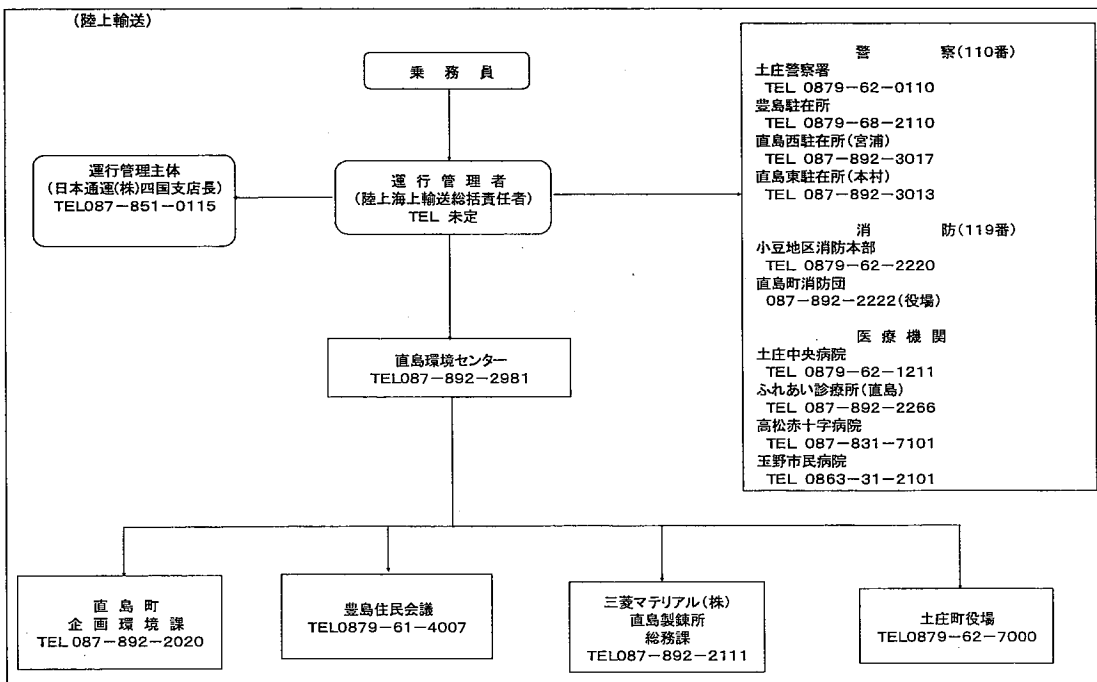 (陸上輸送)
乗務員
運行管理主体
(日本通運(株)四国支店長)
TEL087-851-0115
運行管理者
(陸上海上輸送総括責任者)
TEL 未定
警察(110番)
土庄警察署
TEL 0879-62-0110
豊島駐在所
TEL 0879-68-2110
直島西駐在所(宮浦)
TEL 087-892-3017
直島東駐在所(本村)
TEL 087-892-3013
消防(119番)
小豆地区消防本部
TEL 0879-62-2220
直島町消防団
087-892-2222(役場)
医療機関
土庄中央病院
TEL 0879-62-1211
ふれあい診療所(直島)
TEL 087-892-2266
高松赤十字病院
TEL 087-831-7101
玉野市民病院
TEL 0863-31-2101
直島環境センター
TEL087-892-2981
直島町
企画環境課
TEL087-892-2020
豊島住民会議
TEL0879-61-4007
三菱マテリアル(株)
直島製錬所
総務課
TEL087-892-2111
土庄町役場
TEL0879-62-7000